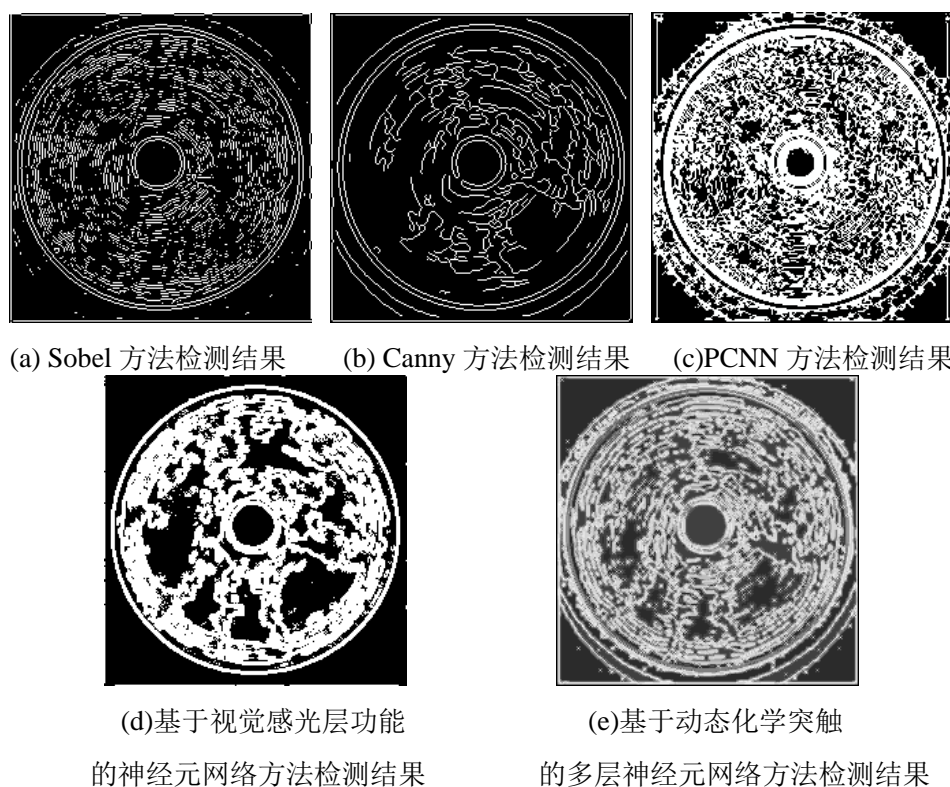 (a) Sobel 方法检测结果
(b) Canny 方法检测结果
(c)PCNN 方法检测结果
(d)基于视觉感光层功能
的神经元网络方法检测结果
(e)基于动态化学突触
的多层神经元网络方法检测结果